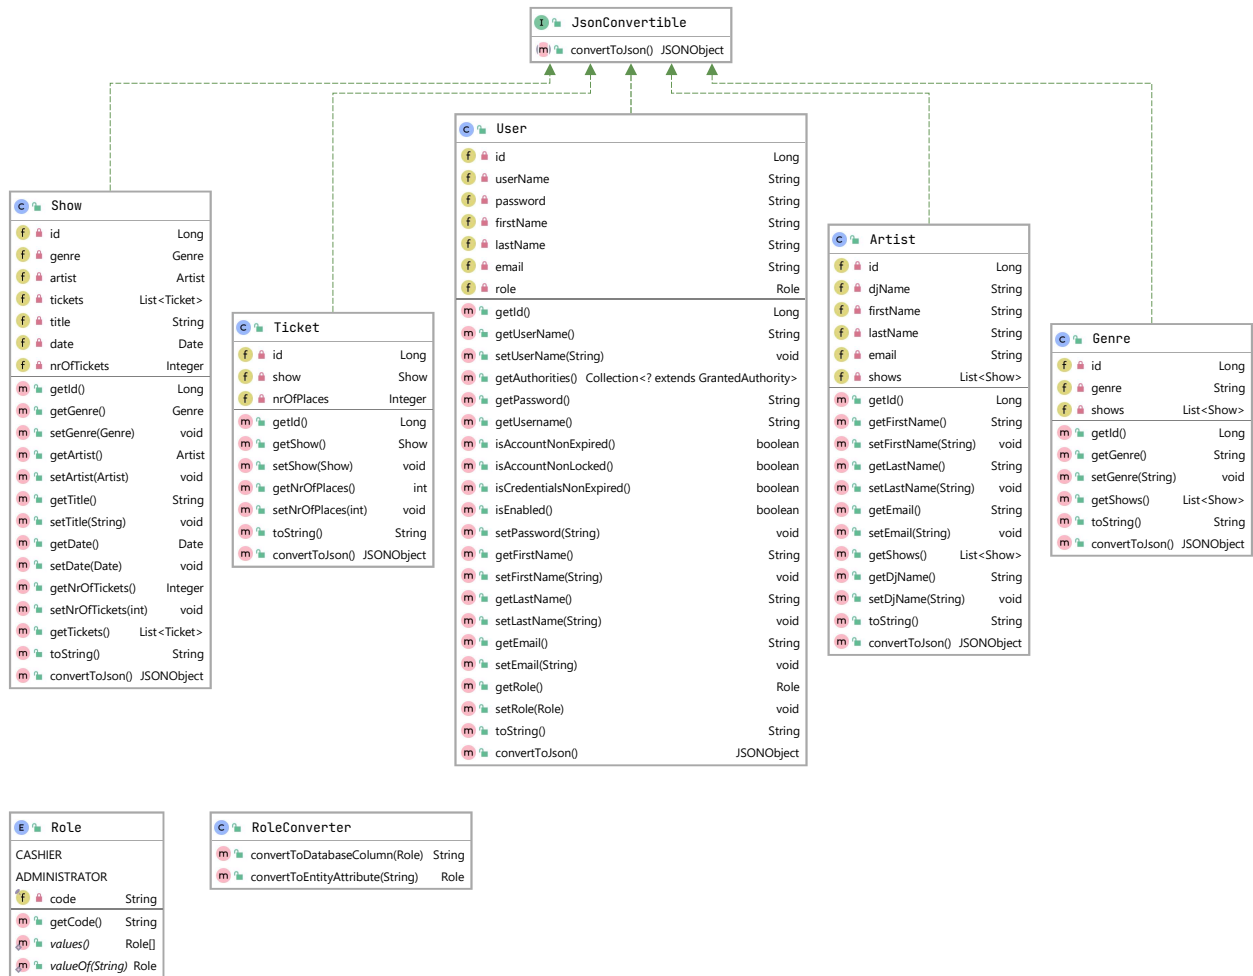 JsonConvertible
convertToJson() JSONObject
User
id Long
userName String
password String
firstName String
lastName String
email String
role Role
getId() Long
getUserName() String
setUserName(String) void
getAuthorities() Collection<? extends GrantedAuthority>
getPassword() String
getUsername() String
isAccountNonExpired() boolean
isAccountNonLocked() boolean
isCredentialsNonExpired() boolean
isEnabled() boolean
setPassword(String) void
getFirstName() String
setFirstName(String) void
getLastName() String
setLastName(String) void
getEmail() String
setEmail(String) void
getRole() Role
setRole(Role) void
toString() String
convertToJson() JSONObject
Show
id Long
genre Genre
artist Artist
tickets List<Ticket>
title String
date Date
nrOfTickets Integer
getId() Long
getGenre() Genre
setGenre(Genre) void
getArtist() Artist
setArtist(Artist) void
getTitle() String
setTitle(String) void
getDate() Date
setDate(Date) void
getNrOfTickets() Integer
setNrOfTickets(int) void
getTickets() List<Ticket>
toString() String
convertToJson() JSONObject
Ticket
id Long
show Show
nrOfPlaces Integer
getId() Long
getShow() Show
setShow(Show) void
getNrOfPlaces() int
setNrOfPlaces(int) void
toString() String
convertToJson() JSONObject
Artist
id Long
djName String
firstName String
lastName String
email String
shows List<Show>
getId() Long
getFirstName() String
setFirstName(String) void
getLastName() String
setLastName(String) void
getEmail() String
setEmail(String) void
getShows() List<Show>
getDjName() String
setDjName(String) void
toString() String
convertToJson() JSONObject
Genre
id Long
genre String
shows List<Show>
getId() Long
getGenre() String
setGenre(String) void
getShows() List<Show>
toString() String
convertToJson() JSONObject
Role
CASHIER
ADMINISTRATOR
code String
getCode() String
values() Role[]
valueOf(String) Role
RoleConverter
convertToDatabaseColumn(Role) String
convertToEntityAttribute(String) Role